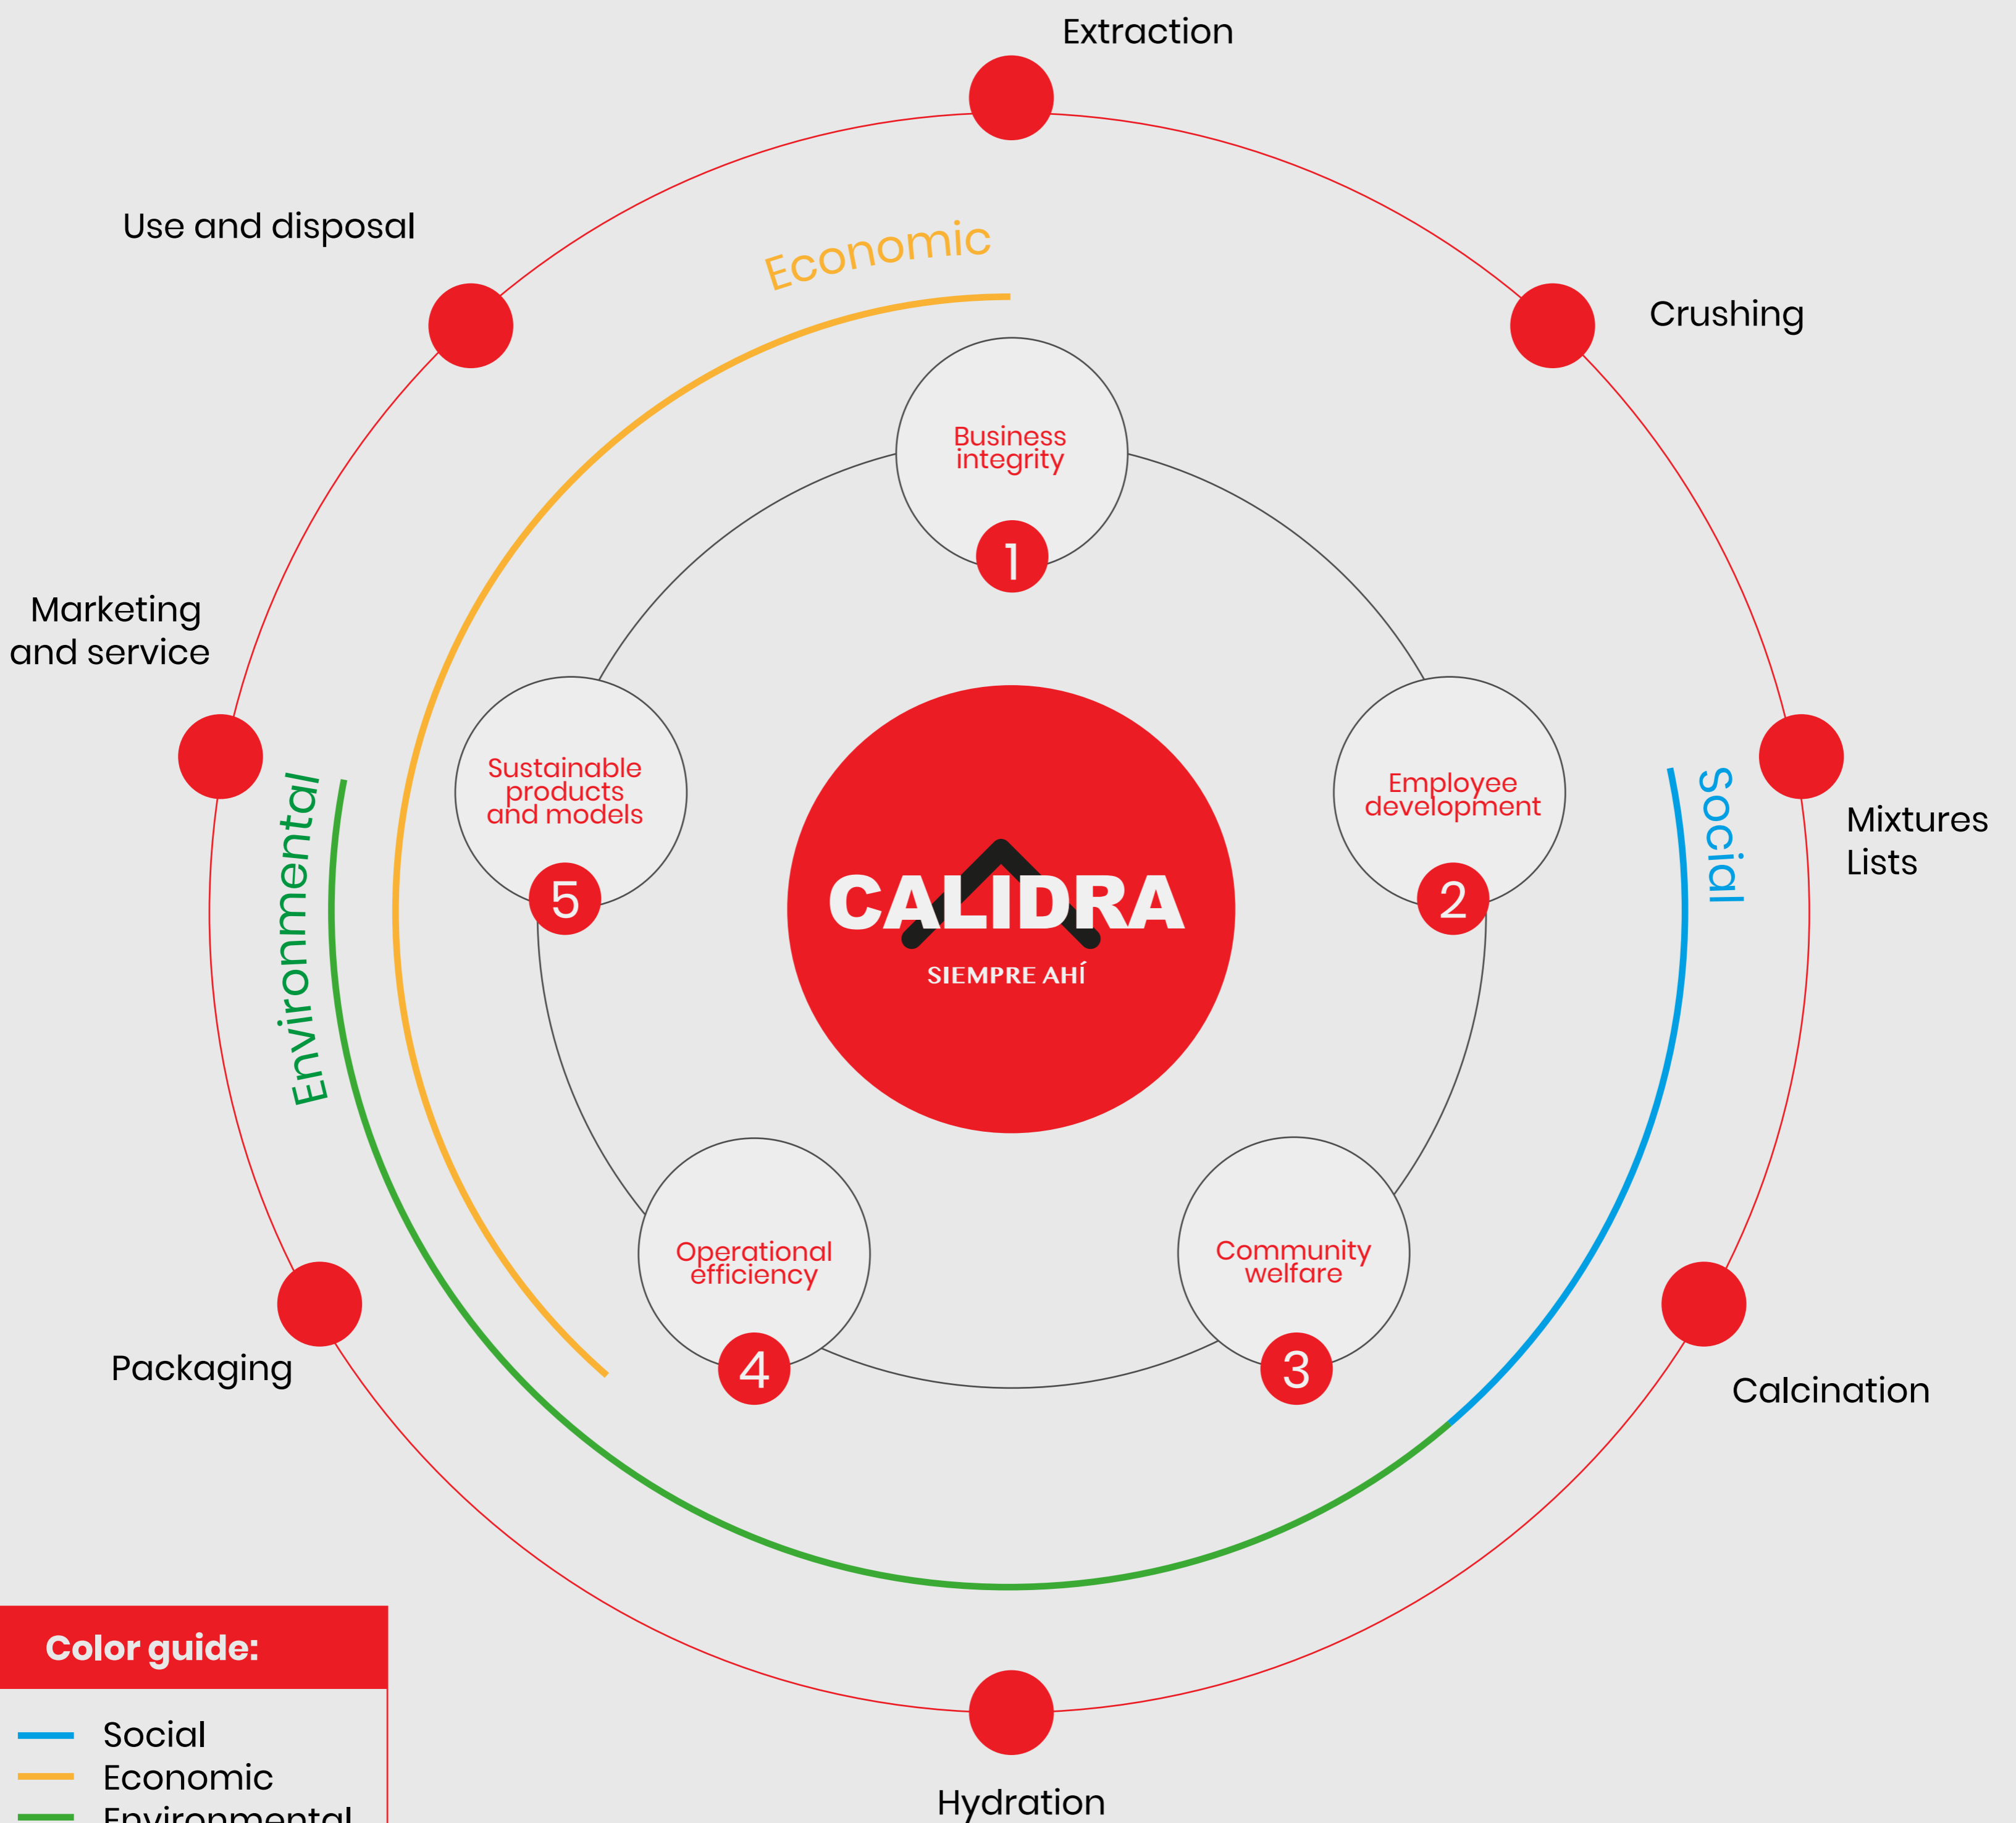 Extraction
Use and disposal
Economic
Crushing
Business
integrity
1
Marketing
and service
Sustainable
products
and models
5
Employee
development
2
Social
Mixtures
Lists
Environmental
CALIDRA
SIEMPRE AHÍ
Operational
efficiency
4
Community
welfare
3
Packaging
Calcination
Color guide:
Social
Economic
Environmental
Hydration